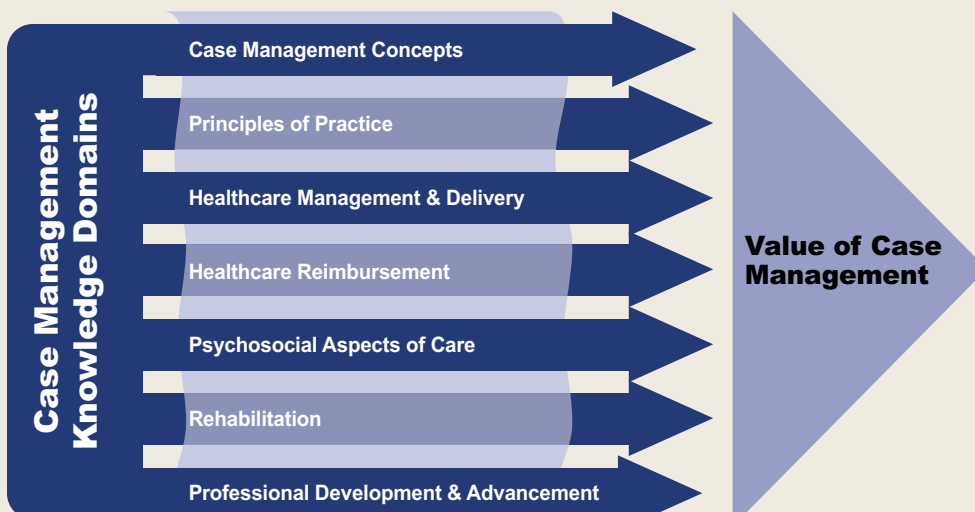 Case Management
Knowledge Domains
Case Management Concepts
Principles of Practice
Healthcare Management & Delivery
Healthcare Reimbursement
Psychosocial Aspects of Care
Rehabilitation
Professional Development & Advancement
Value of Case
Management